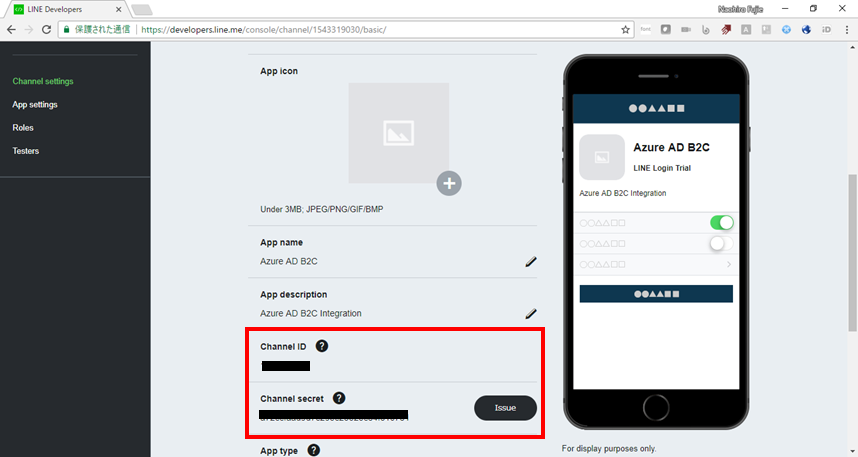 LINE Developers
Naohiro Fujie
保護された通信
https://developers.line.me/console/channel/1543319030/basic/
Channel settings
App settings
Roles
Testers
App icon
Under 3MB; JPEG/PNG/GIF/BMP
App name
Azure AD B2C
App description
Azure AD B2C Integration
Channel ID
Channel secret
Issue
App type
Azure AD B2C
LINE Login Trial
Azure AD B2C Integration
For display purposes only.